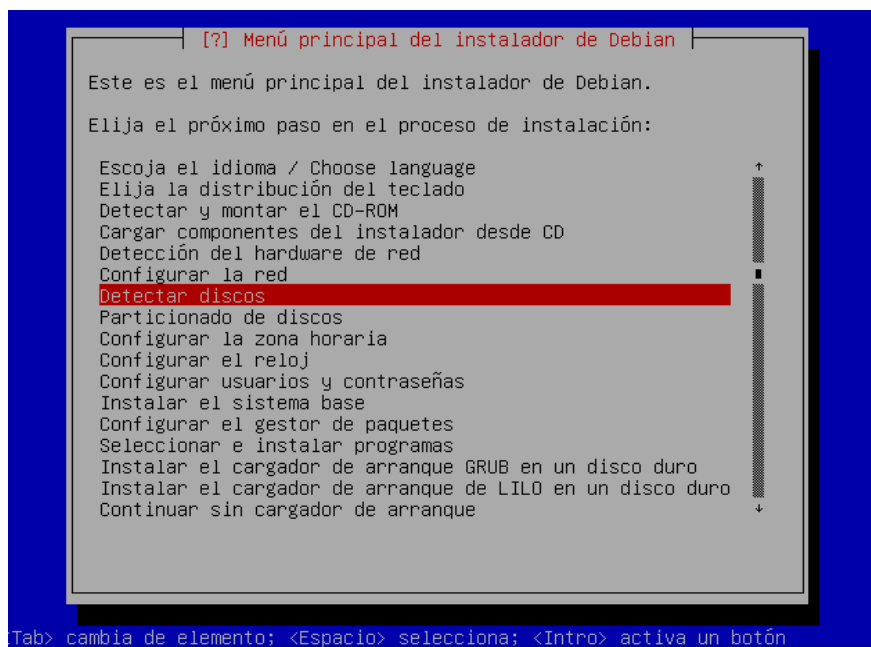 [?] Menú principal del instalador de Debian
Este es el menú principal del instalador de Debian.
Elija el próximo paso en el proceso de instalación:
Escoja el idioma / Choose language
Elija la distribución del teclado
Detectar y montar el CD-ROM
Cargar componentes del instalador desde CD
Detección del hardware de red
Configurar la red
Detectar discos
Particionado de discos
Configurar la zona horaria
Configurar el reloj
Configurar usuarios y contraseñas
Instalar el sistema base
Configurar el gestor de paquetes
Seleccionar e instalar programas
Instalar el cargador de arranque GRUB en un disco duro
Instalar el cargador de arranque de LILO en un disco duro
Continuar sin cargador de arranque
<Tab> cambia de elemento; <Espacio> selecciona; <Intro> activa un botón